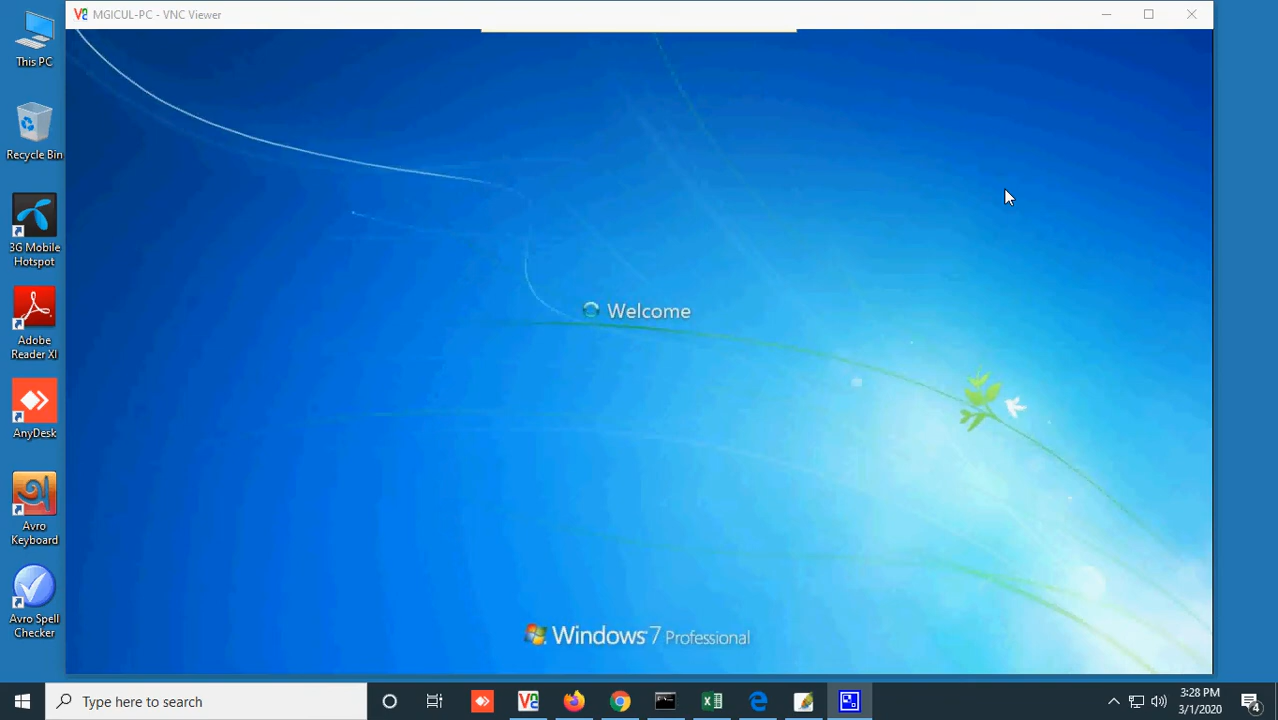 MGICUL-PC - VNC Viewer
This PC
Recycle Bin
3G Mobile
Hotspot
Adobe
Reader XI
AnyDesk
Avro
Keyboard
Avro Spell
Checker
Welcome
Windows 7 Professional
Type here to search
3:28 PM
3/1/2020
4